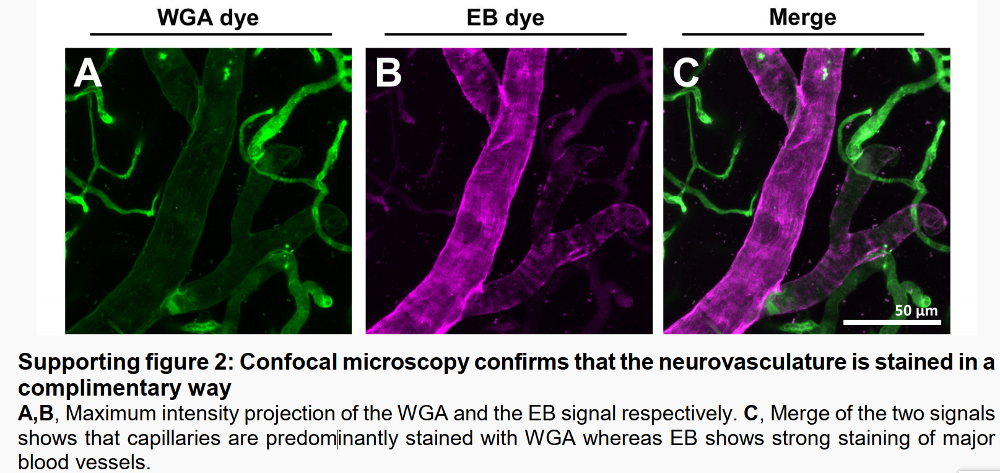 WGA dye EB dye Merge
A B C
50 µm
Supporting figure 2: Confocal microscopy confirms that the neurovasculature is stained in a
complimentary way
A,B, Maximum intensity projection of the WGA and the EB signal respectively. C, Merge of the two signals
shows that capillaries are predominantly stained with WGA whereas EB shows strong staining of major
blood vessels.